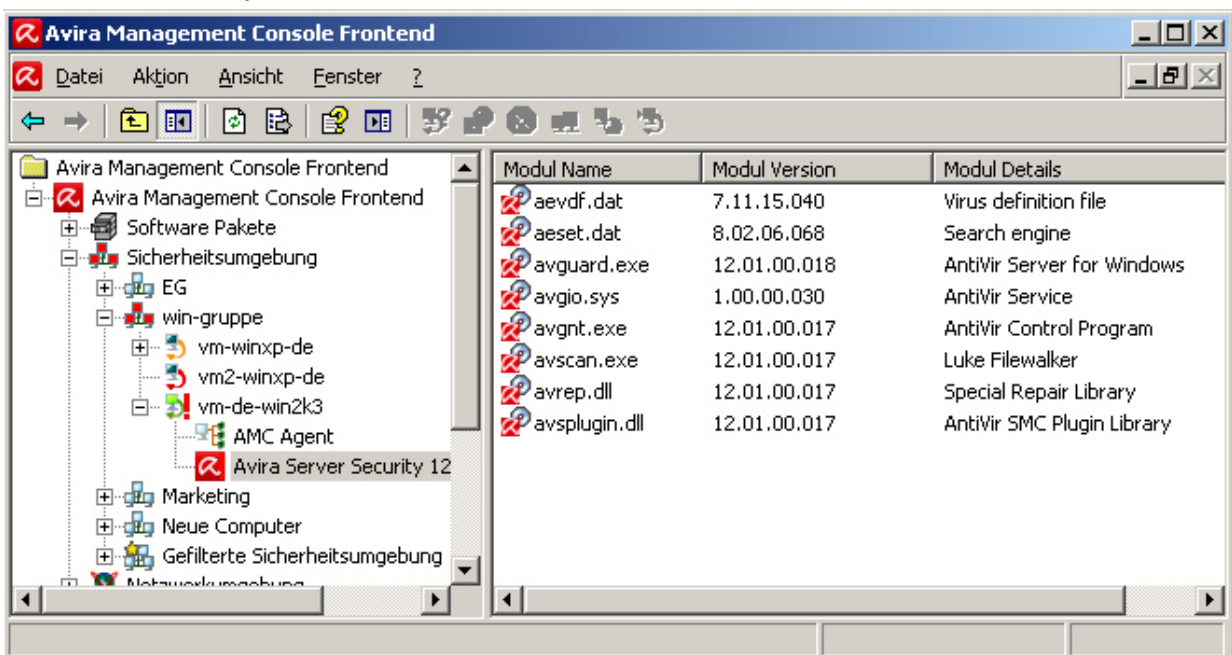 Avira Management Console Frontend
Datei Aktion Ansicht Fenster ?
Avira Management Console Frontend
Avira Management Console Frontend
Software Pakete
Sicherheitsumgebung
EG
win-gruppe
vm-winxp-de
vm2-winxp-de
vm-de-win2k3
AMC Agent
Avira Server Security 12
Marketing
Neue Computer
Gefilterte Sicherheitsumgebung
Netzwerkumgebung
Modul Name Modul Version Modul Details
aevdf.dat 7.11.15.040 Virus definition file
aeset.dat 8.02.06.068 Search engine
avguard.exe 12.01.00.018 AntiVir Server for Windows
avgio.sys 1.00.00.030 AntiVir Service
avgnt.exe 12.01.00.017 AntiVir Control Program
avscan.exe 12.01.00.017 Luke Filewalker
avrep.dll 12.01.00.017 Special Repair Library
avsplugin.dll 12.01.00.017 AntiVir SMC Plugin Library